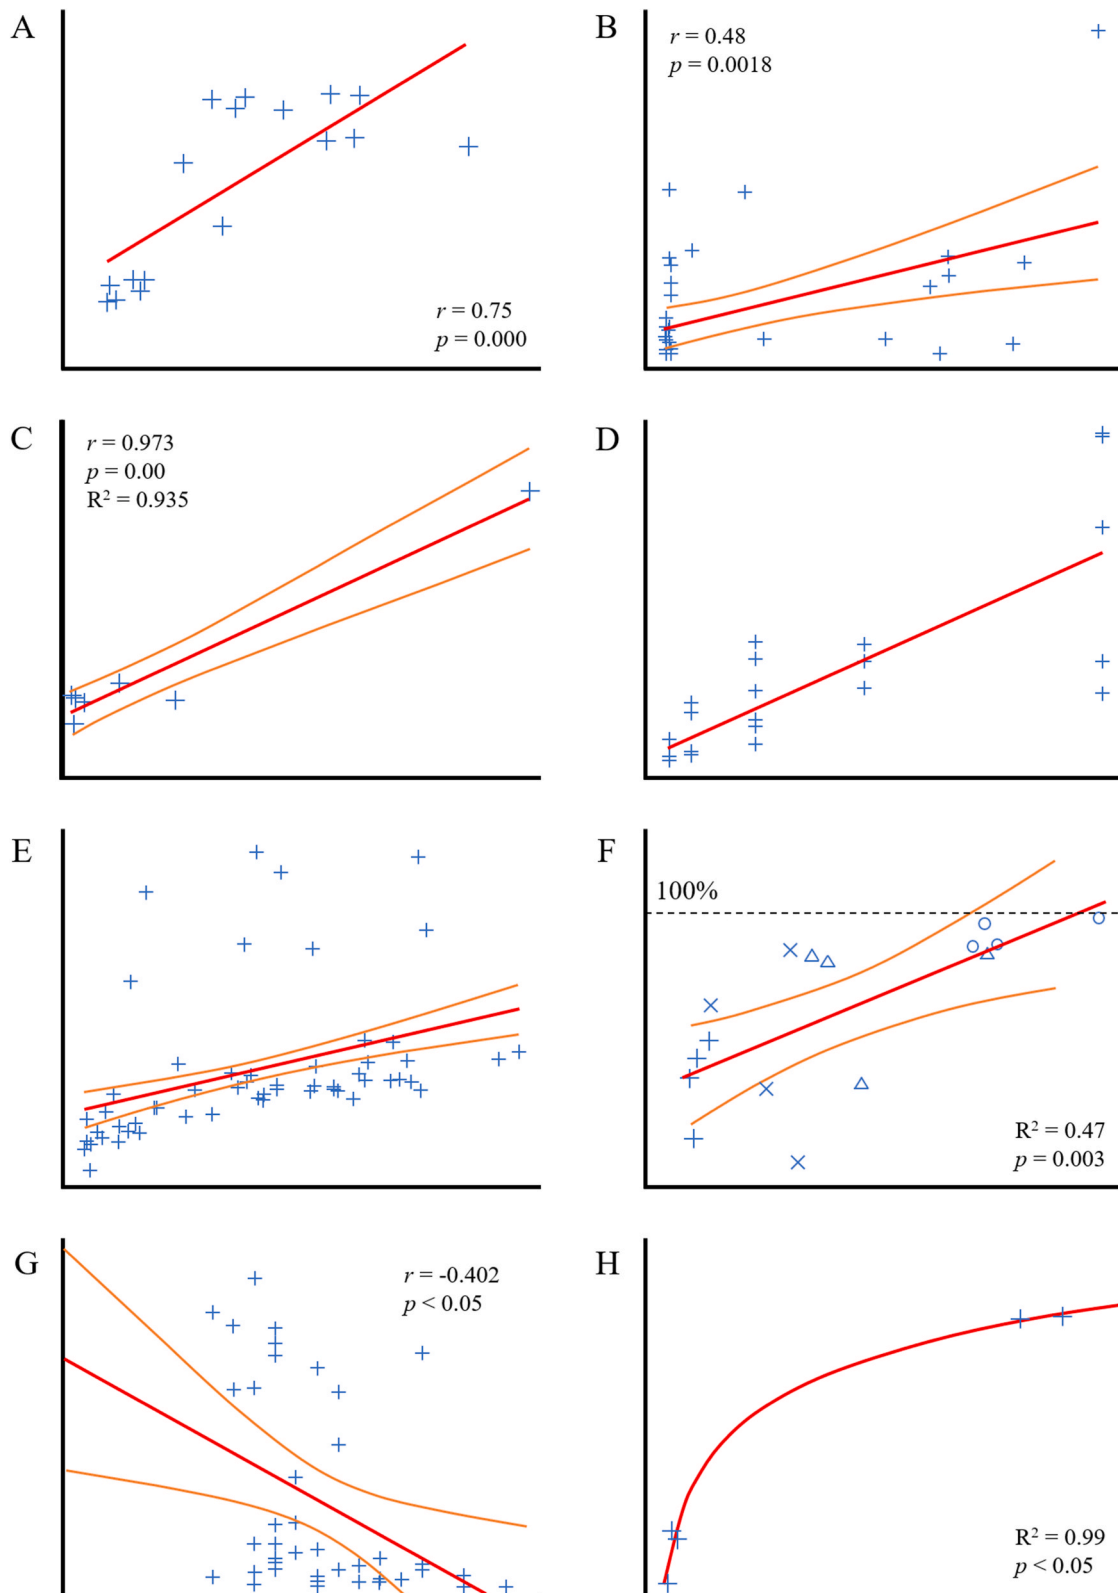 A
r = 0.75
p = 0.000
B
r = 0.48
p = 0.0018
C
r = 0.973
p = 0.00
R² = 0.935
D
E
F
100%
R² = 0.47
p = 0.003
G
r = -0.402
p < 0.05
H
R² = 0.99
p < 0.05